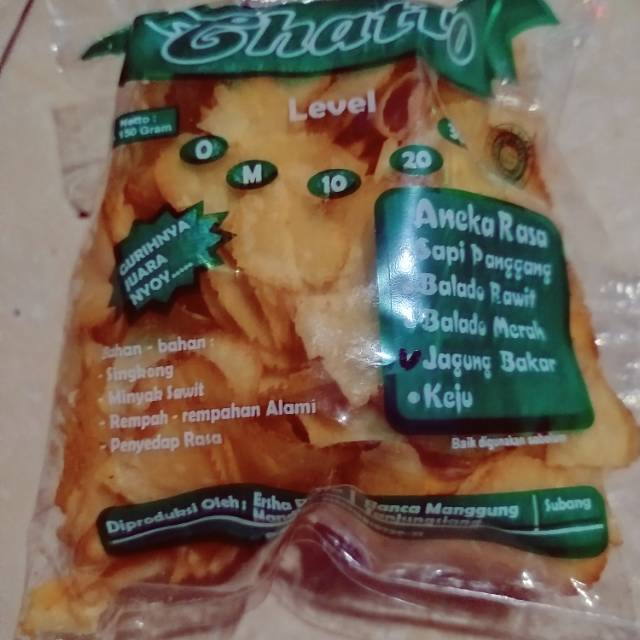 Chatt
Level
Netto :
150 Gram
0
M
10
20
GURIHNYA
JUARA
NYOY.....
Aneka Rasa
Sapi Panggang
Balado Rawit
Balado Merah
Jagung Bakar
Keju
Bahan - bahan :
- Singkong
- Minyak Sawit
- Rempah - rempahan Alami
- Penyedap Rasa
Baik digunakan sebelum
Diproduksi Oleh : Ersha
Manggung
Subang